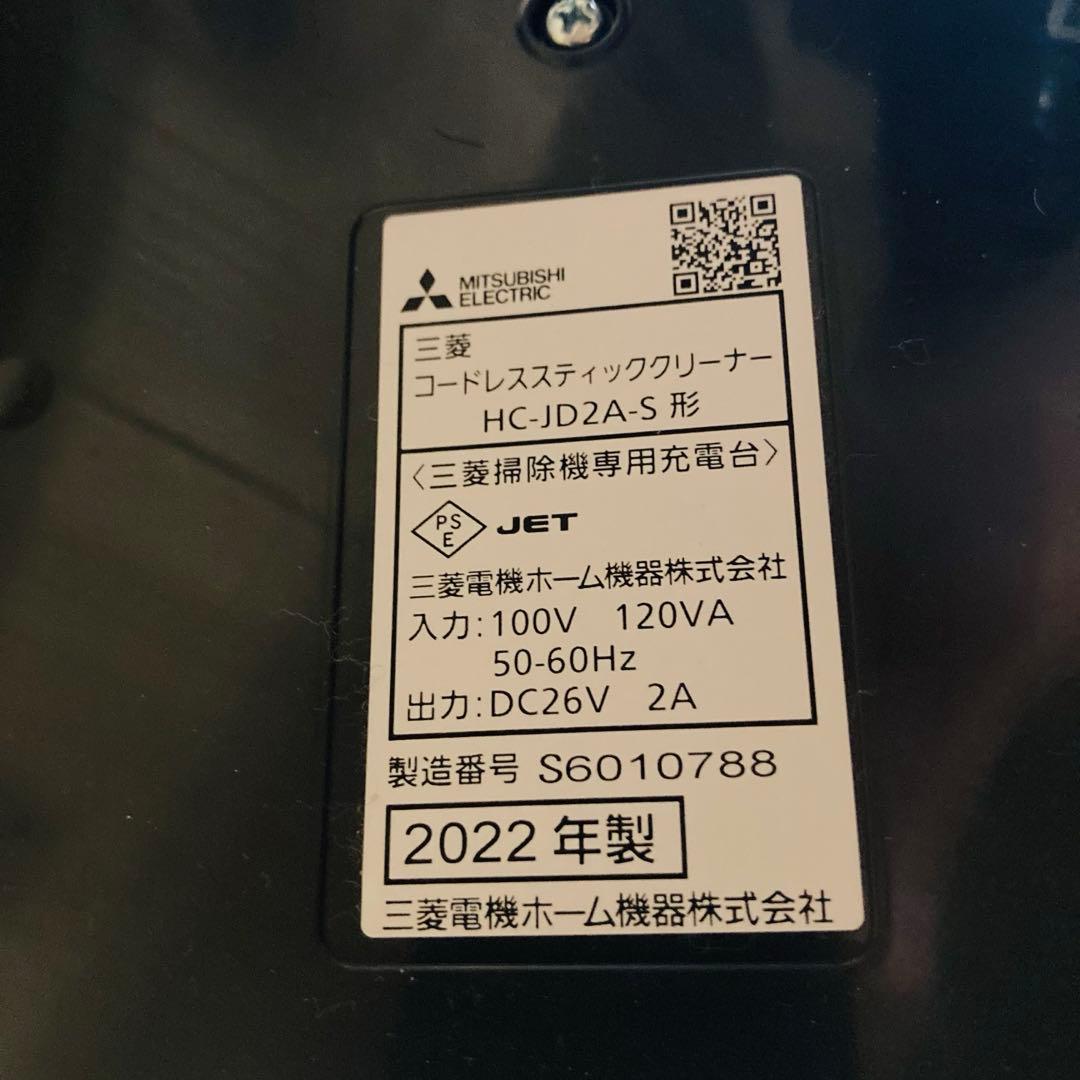 MITSUBISHI
ELECTRIC
三菱
コードレススティッククリーナー
HC-JD2A-S 形
〈三菱掃除機専用充電台〉
PS
E
JET
三菱電機ホーム機器株式会社
入力:100V 120VA
50-60Hz
出力:DC26V 2A
製造番号 S6010788
2022 年製
三菱電機ホーム機器株式会社